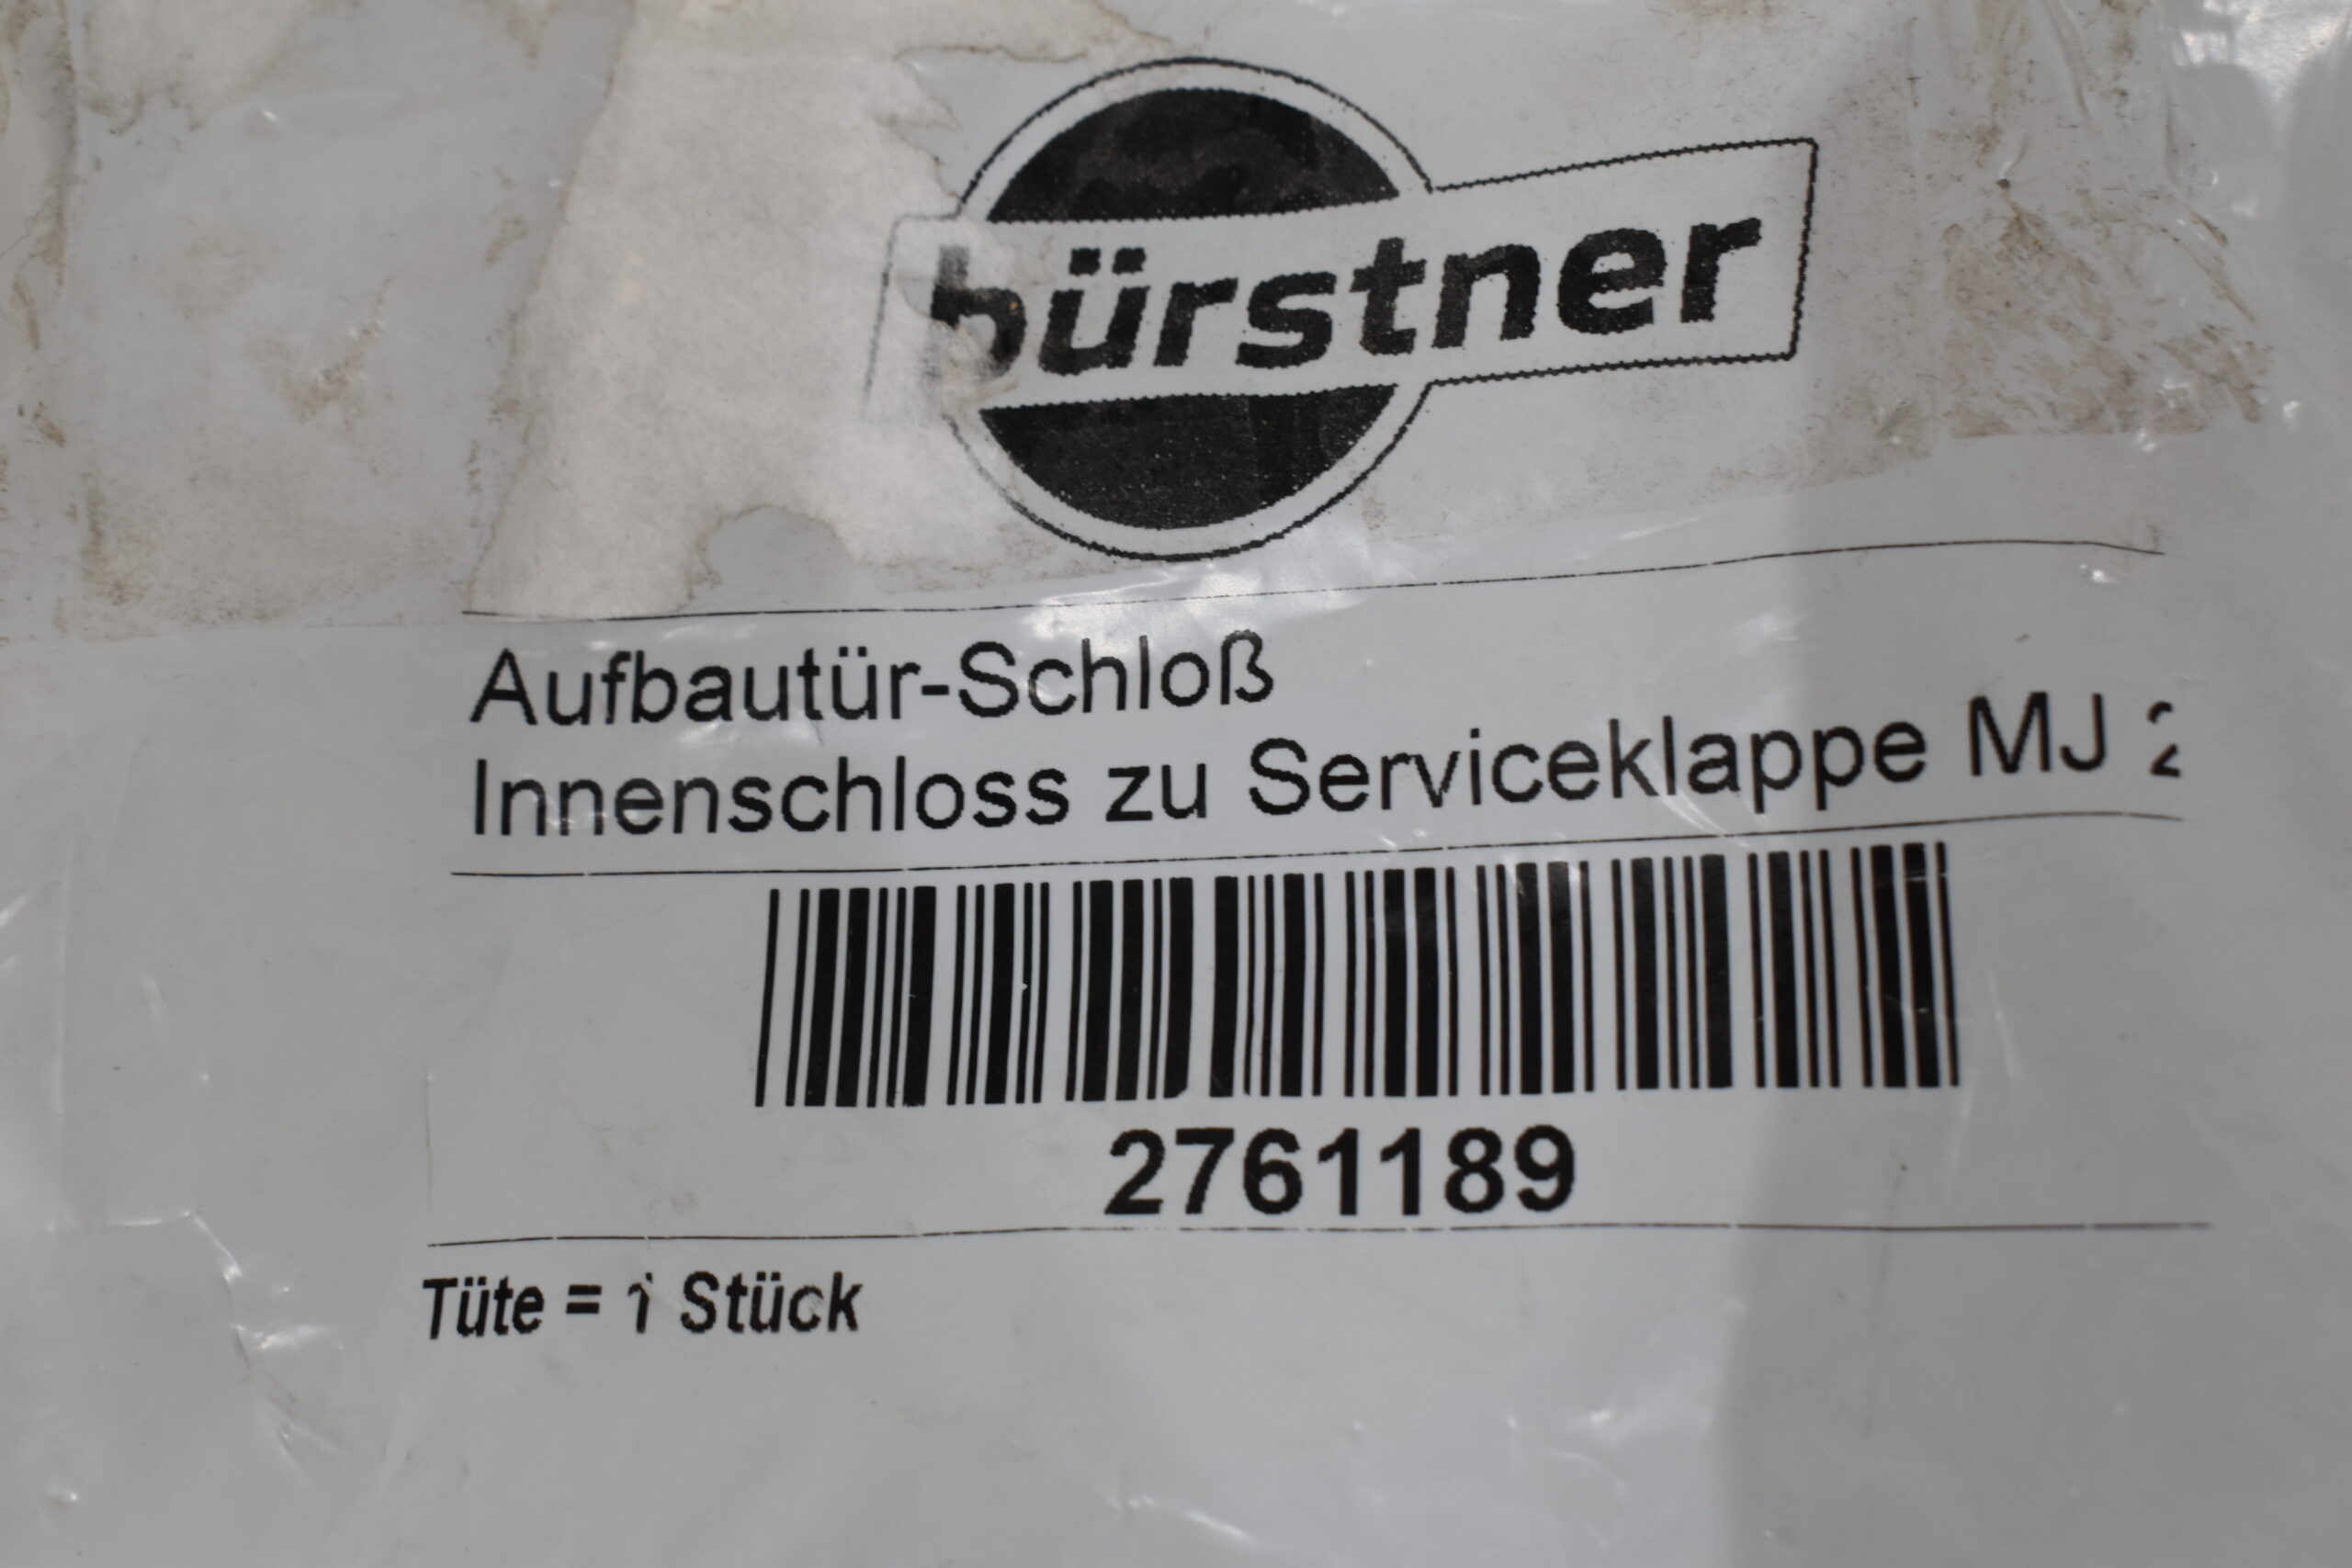 bürstner
Aufbautür-Schloß
Innenschloss zu Serviceklappe MJ 2
2761189
Tüte = 1 Stück